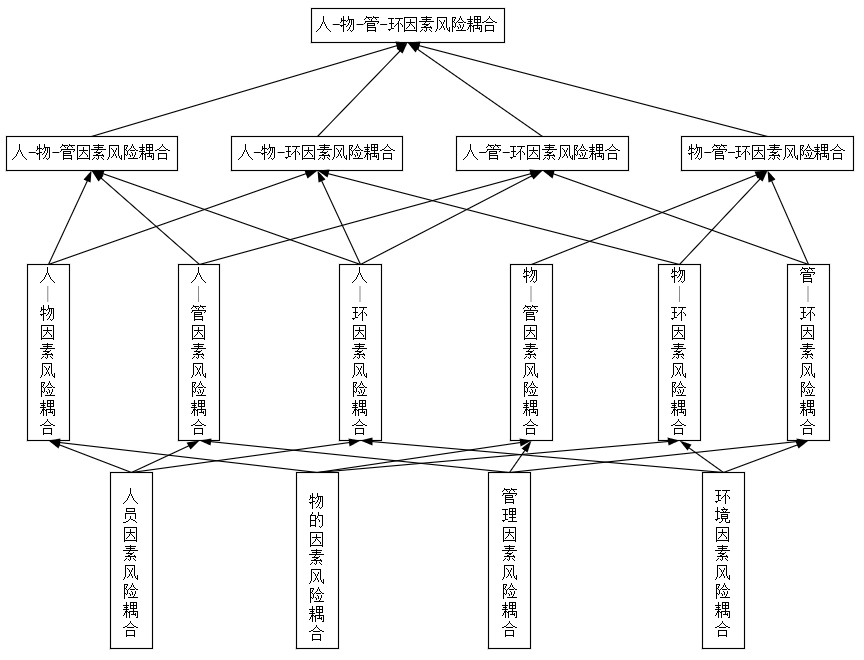 人-物-管-环因素风险耦合
人-物-管因素风险耦合
人-物-环因素风险耦合
人-管-环因素风险耦合
物-管-环因素风险耦合
人—物因素风险耦合
人—管因素风险耦合
人—环因素风险耦合
物—管因素风险耦合
物—环因素风险耦合
管—环因素风险耦合
人员因素风险耦合
物的因素风险耦合
管理因素风险耦合
环境因素风险耦合